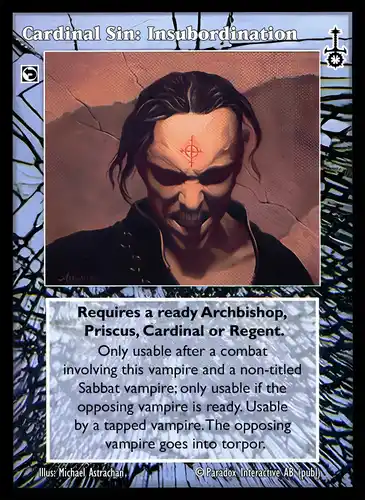 Cardinal Sin: Insubordination
Requires a ready Archbishop,
Priscus, Cardinal or Regent.
Only usable after a combat
involving this vampire and a non-titled
Sabbat vampire; only usable if the
opposing vampire is ready. Usable
by a tapped vampire. The opposing
vampire goes into torpor.
Illus: Michael Astrachan
© Paradox Interactive AB. (publ)